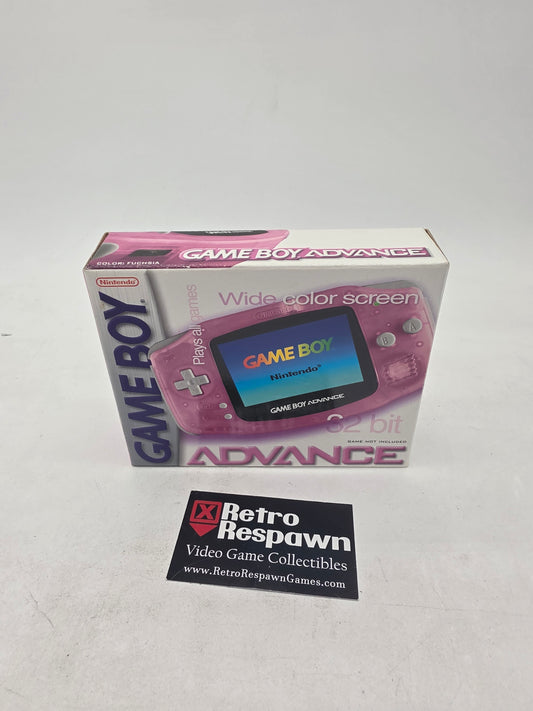 COLOR: FUCHSIA
GAME BOY ADVANCE
Nintendo
GAME BOY
Plays all games
Wide color screen
GAME BOY
Nintendo
GAME BOY ADVANCE
B
A
32 bit
GAME NOT INCLUDED
ADVANCE
Retro
Respawn
Video Game Collectibles
www.RetroRespawnGames.com